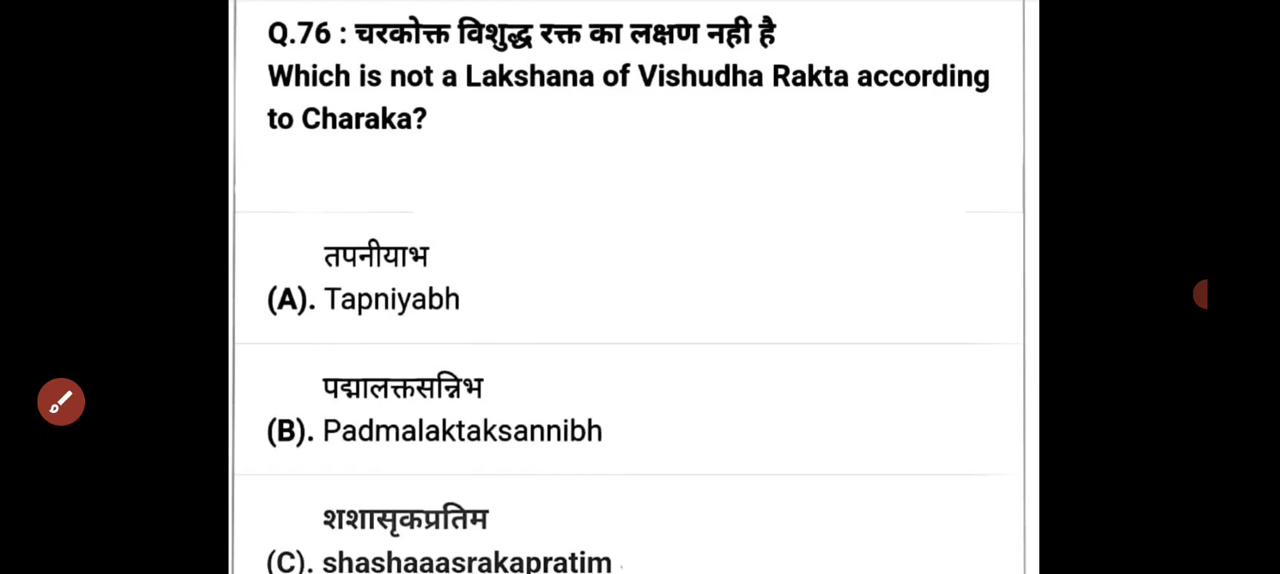 Q.76 : चरकोक्त विशुद्ध रक्त का लक्षण नही है
Which is not a Lakshana of Vishudha Rakta according
to Charaka?
तपनीयाभ
(A). Tapniyabh
पद्मालक्तसन्निभ
(B). Padmalaktaksannibh
शशासृकप्रतिम
(C). shashaaasrakapratim